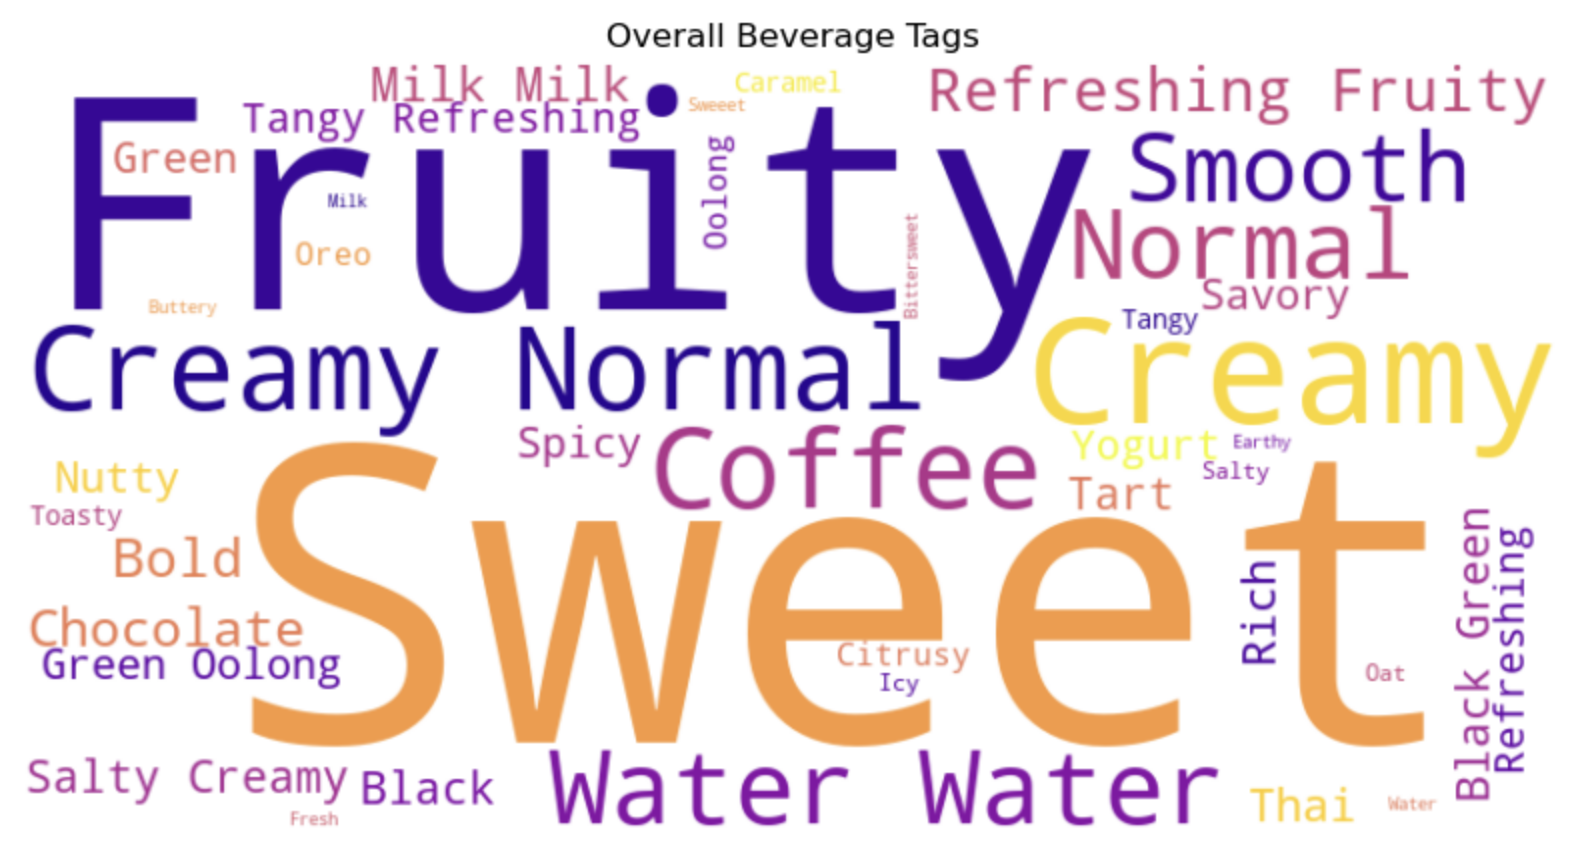 Overall Beverage Tags
Milk Milk
Caramel
Refreshing Fruity
Sweeet
Tangy Refreshing
Fruity
Green
Oolong
Smooth
Milk
Normal
Oreo
Bittersweet
Savory
Buttery
Tangy
Creamy Normal
Creamy
Spicy
Coffee
Yogurt
Earthy
Nutty
Salty
Tart
Toasty
Sweet
Bold
Rich
Black Green
Refreshing
Chocolate
Green Oolong
Citrusy
Icy
Oat
Salty Creamy
Black
Water Water
Thai
Water
Fresh